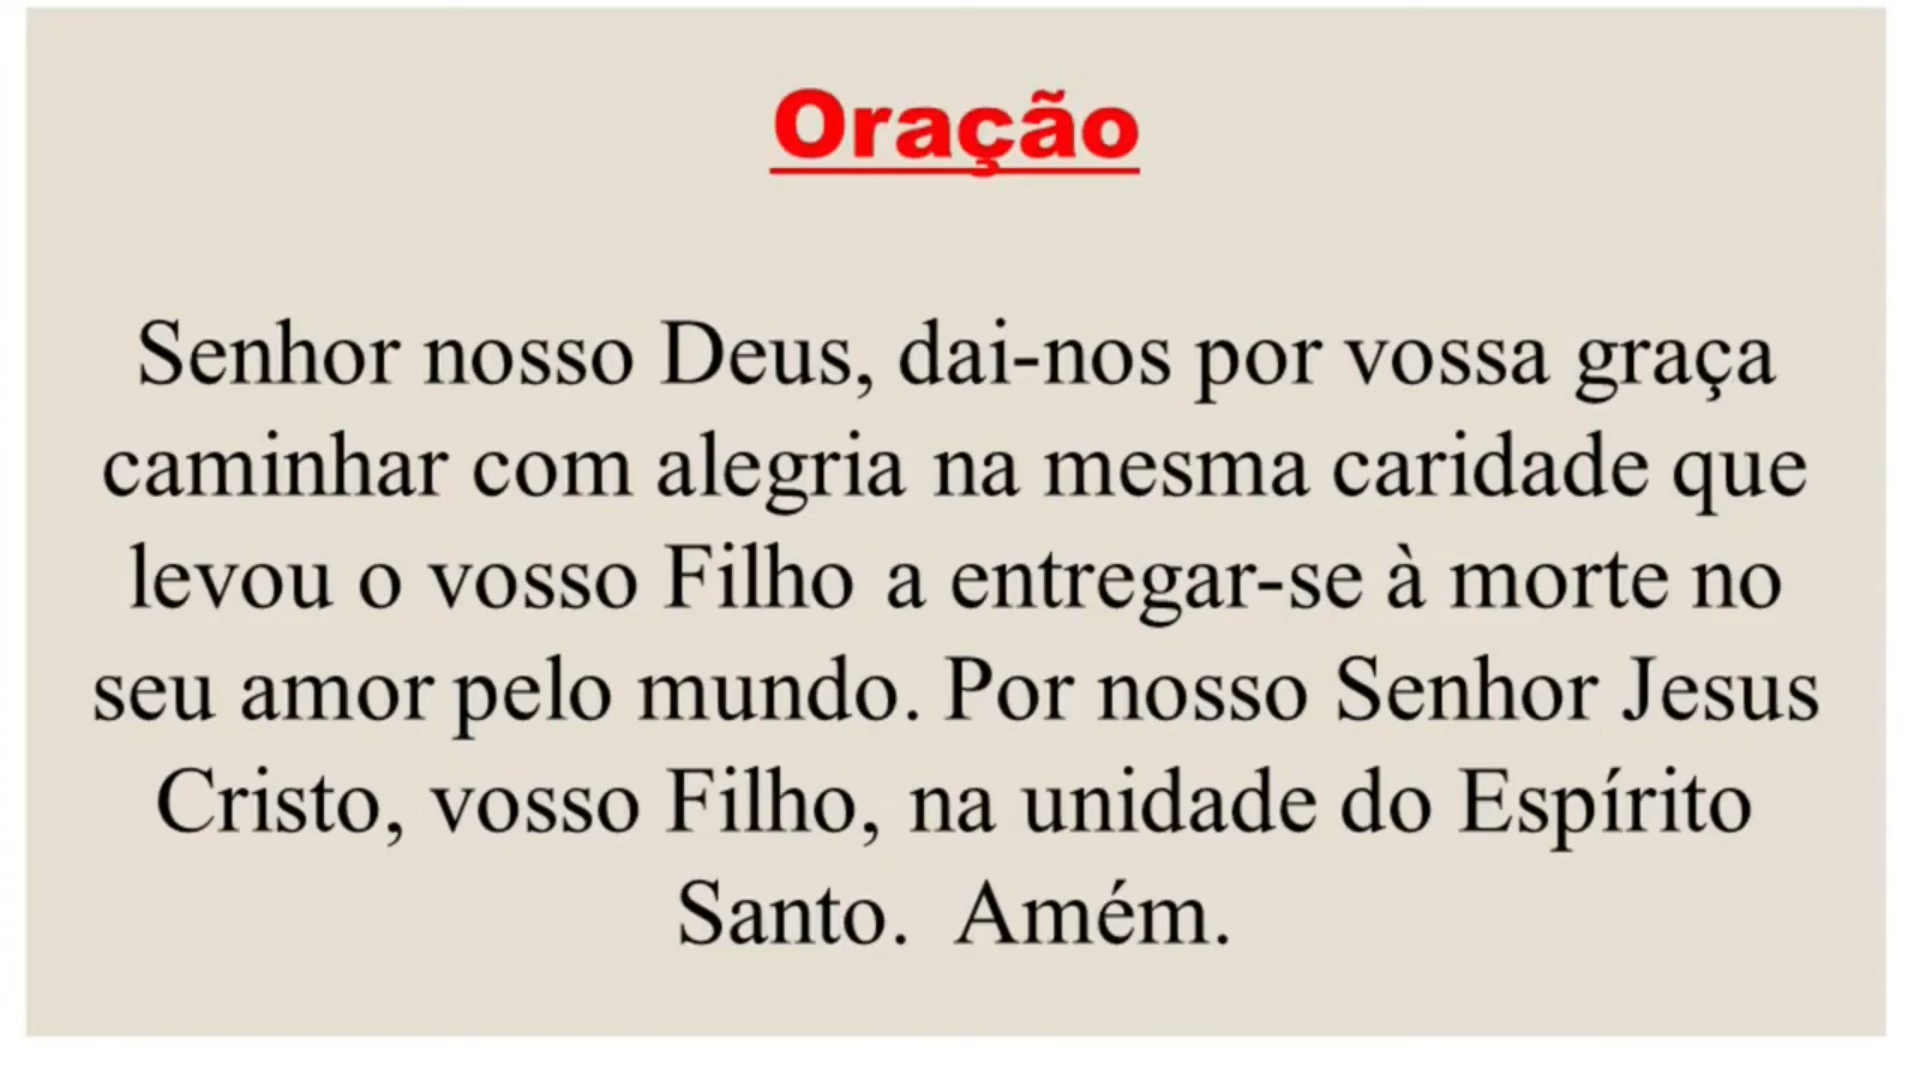 Oração
Senhor nosso Deus, dai-nos por vossa graça
caminhar com alegria na mesma caridade que
levou o vosso Filho a entregar-se à morte no
seu amor pelo mundo. Por nosso Senhor Jesus
Cristo, vosso Filho, na unidade do Espírito
Santo. Amém.